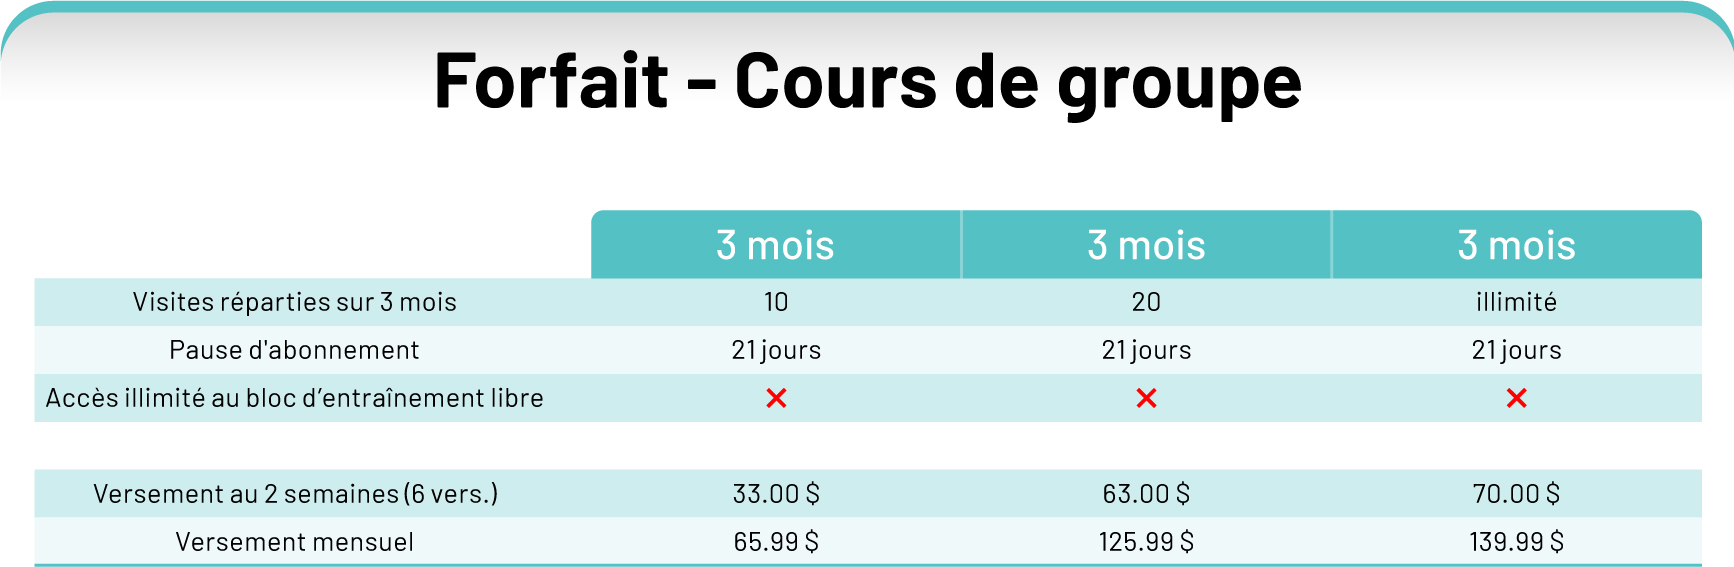 Forfait - Cours de groupe
3 mois 3 mois 3 mois
Visites réparties sur 3 mois 10 20 illimité
Pause d'abonnement 21 jours 21 jours 21 jours
Accès illimité au bloc d’entraînement libre
Versement au 2 semaines (6 vers.) 33.00 $ 63.00 $ 70.00 $
Versement mensuel 65.99 $ 125.99 $ 139.99 $